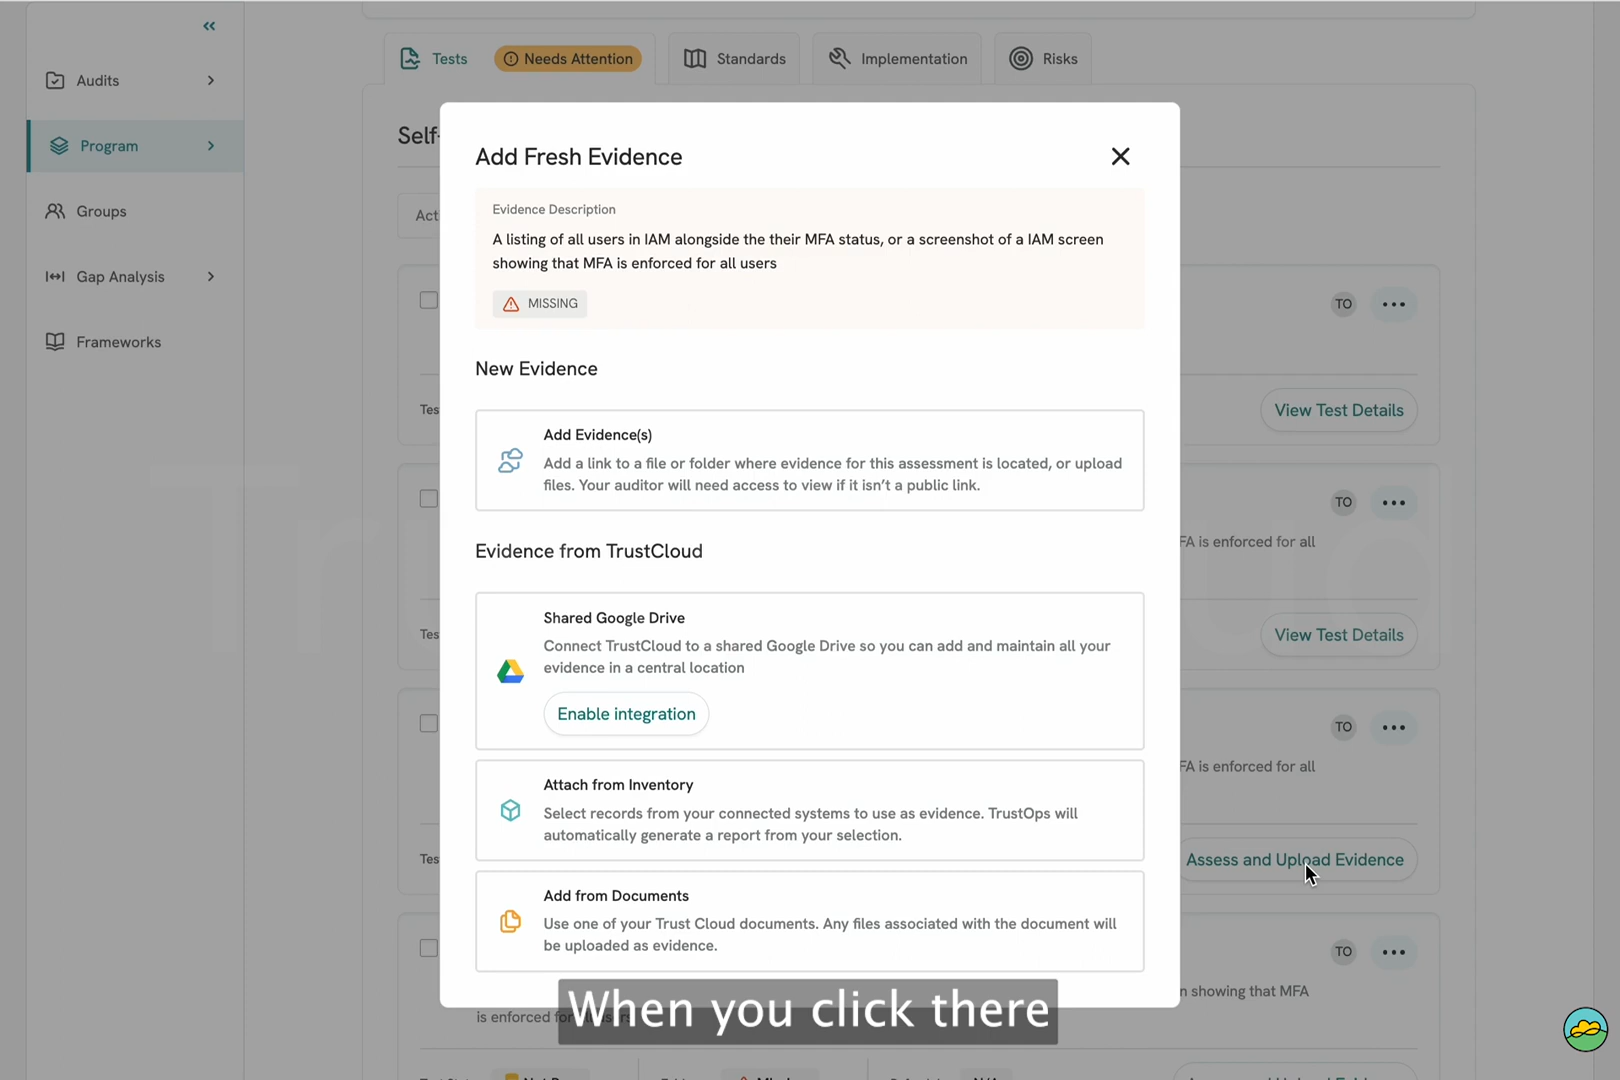 Audits
Program
Groups
Gap Analysis
Frameworks
Tests
Needs Attention
Standards
Implementation
Risks
Self-
Act
Add Fresh Evidence
Evidence Description
A listing of all users in IAM alongside the their MFA status, or a screenshot of a IAM screen
showing that MFA is enforced for all users
MISSING
TO
New Evidence
Tes
View Test Details
Add Evidence(s)
Add a link to a file or folder where evidence for this assessment is located, or upload
files. Your auditor will need access to view if it isn't a public link.
TO
FA is enforced for all
Evidence from TrustCloud
Shared Google Drive
Connect TrustCloud to a shared Google Drive so you can add and maintain all your
evidence in a central location
Tes
View Test Details
Enable integration
TO
FA is enforced for all
Attach from Inventory
Select records from your connected systems to use as evidence. TrustOps will
automatically generate a report from your selection.
Tes
Assess and Upload Evidence
Add from Documents
Use one of your Trust Cloud documents. Any files associated with the document will
be uploaded as evidence.
TO
n showing that MFA
is enforced for
When you click there